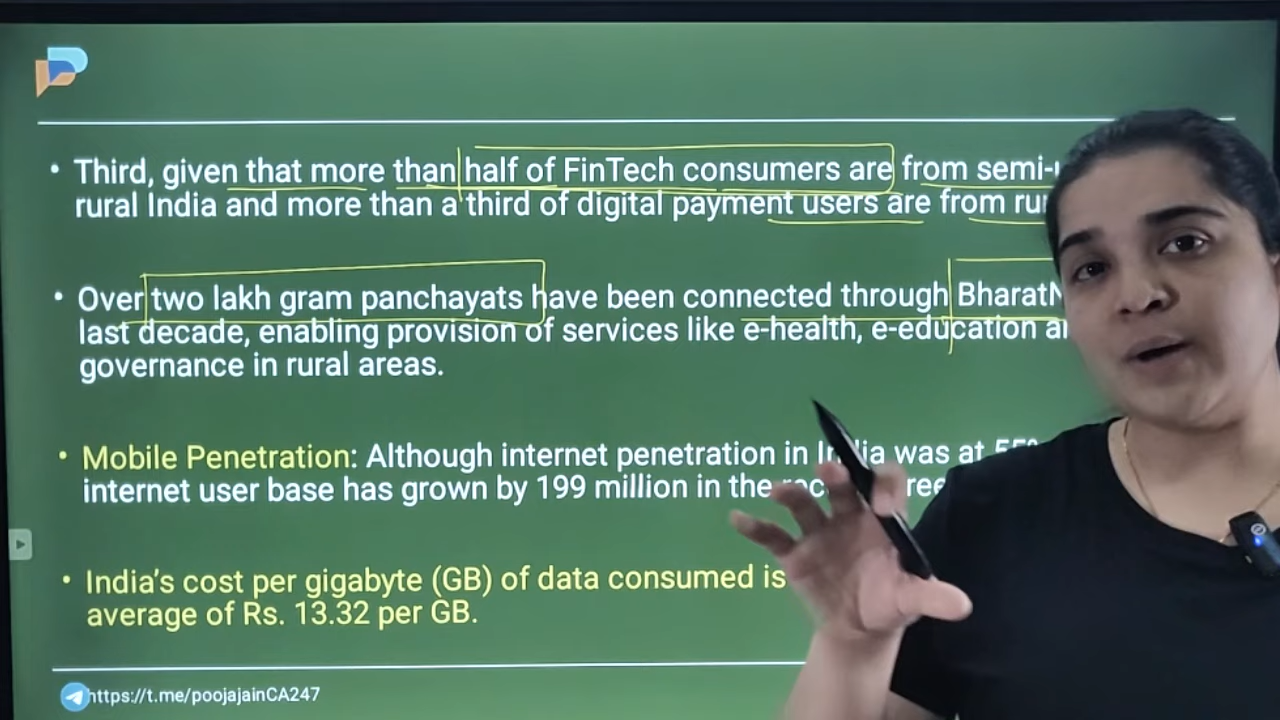 Third, given that more than half of FinTech consumers are from semi-
rural India and more than a third of digital payment users are from
Over two lakh gram panchayats have been connected through
last decade, enabling provision of services like e-health, e-education
governance in rural areas.
Mobile Penetration: Although internet penetration in India was at
internet user base has grown by 199 million in the
India's cost per gigabyte (GB) of data consumed is
average of Rs. 13.32 per GB.
https://t.me/poojajainCA247